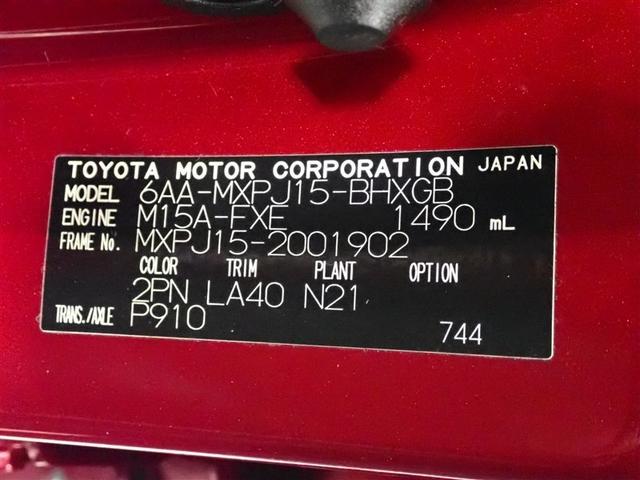 TOYOTA MOTOR CORPORATION JAPAN
MODEL 6AA-MXPJ15-BHXGB
ENGINE M15A-FXE 1490 mL
FRAME No. MXPJ15-2001902
COLOR TRIM PLANT OPTION
2PN LA40 N21
TRANS./AXLE P910
744